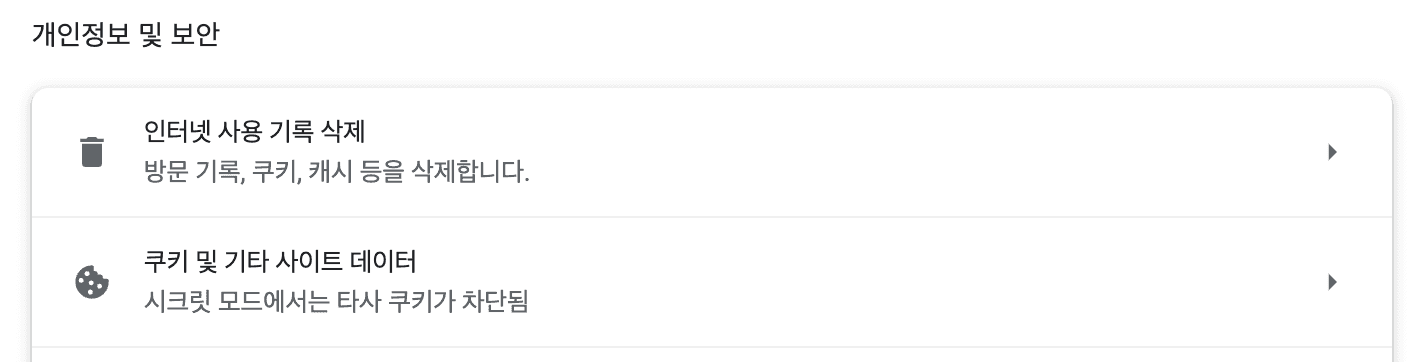 개인정보 및 보안
인터넷 사용 기록 삭제
방문 기록, 쿠키, 캐시 등을 삭제합니다.
쿠키 및 기타 사이트 데이터
시크릿 모드에서는 타사 쿠키가 차단됨